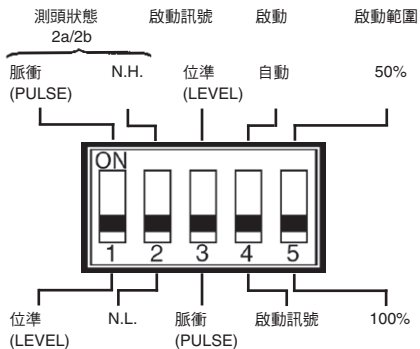 測頭狀態 啟動訊號 啟動 啟動範圍
2a/2b
脈衝 N.H. 位準 自動 50%
(PULSE) (LEVEL)
ON
1 2 3 4 5
位準 N.L. 脈衝 啟動訊號 100%
(LEVEL) (PULSE)